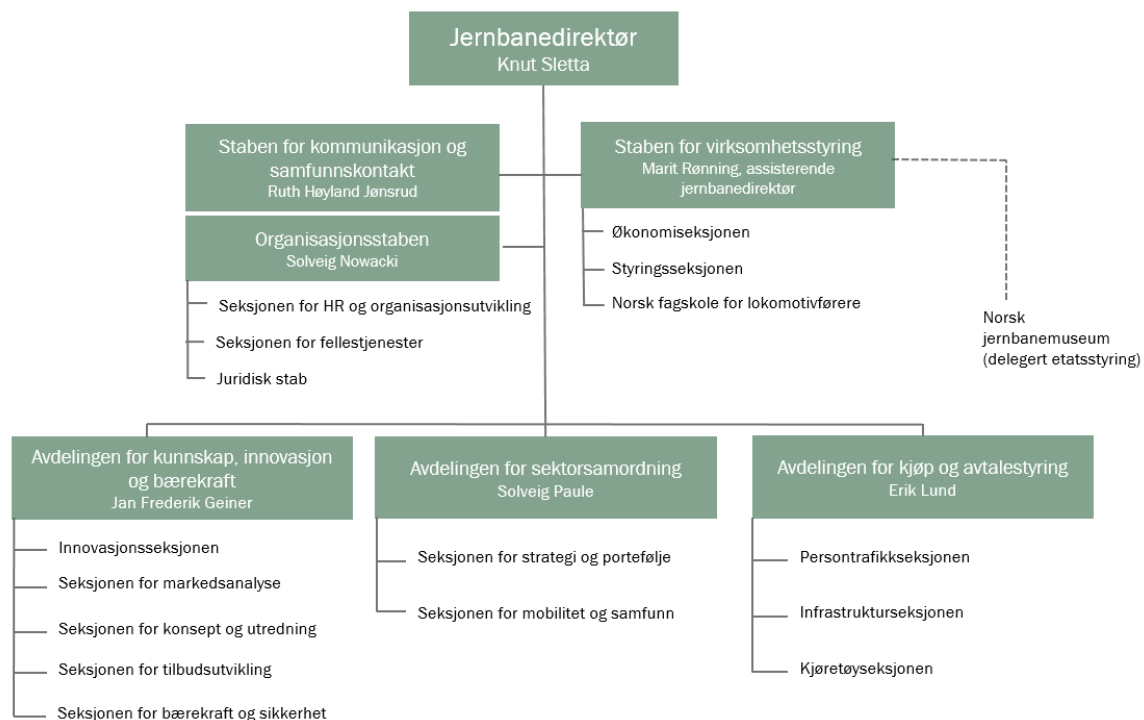 Jernbanedirektør
Knut Sletta
Staben for kommunikasjon og
samfunnskontakt
Ruth Høyland Jønsrud
Staben for virksomhetsstyring
Marit Rønning, assisterende
jernbanedirektør
Organisasjonsstaben
Solveig Nowacki
Økonomiseksjonen
Styringsseksjonen
Norsk fagskole for lokomotivførere
Seksjonen for HR og organisasjonsutvikling
Seksjonen for fellestjenester
Juridisk stab
Norsk
jernbanemuseum
(delegert etatsstyring)
Avdelingen for kunnskap, innovasjon
og bærekraft
Jan Frederik Geiner
Innovasjonsseksjonen
Seksjonen for markedsanalyse
Seksjonen for konsept og utredning
Seksjonen for tilbudsutvikling
Seksjonen for bærekraft og sikkerhet
Avdelingen for sektorsamordning
Solveig Paule
Seksjonen for strategi og portefølje
Seksjonen for mobilitet og samfunn
Avdelingen for kjøp og avtalestyring
Erik Lund
Persontrafikkseksjonen
Infrastrukturseksjonen
Kjøretøyseksjonen